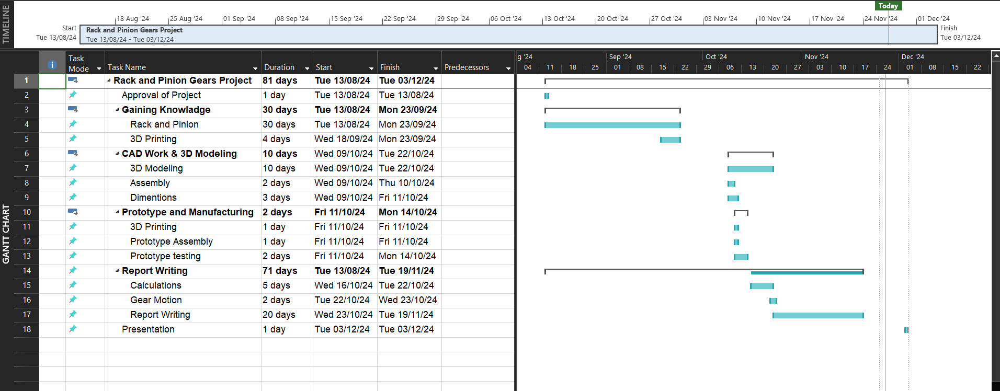 TIMELINE
Today
18 Aug '24 25 Aug '24 01 Sep '24 08 Sep '24 15 Sep '24 22 Sep '24 29 Sep '24 06 Oct '24 13 Oct '24 20 Oct '24 27 Oct '24 03 Nov '24 10 Nov '24 17 Nov '24 24 Nov '24 01 Dec '24
Start
Tue 13/08/24
Rack and Pinion Gears Project
Tue 13/08/24 - Tue 03/12/24
Finish
Tue 03/12/24
GANTT CHART
Task Mode Task Name Duration Start Finish Predecessors
g '24 Sep '24 Oct '24 Nov '24 Dec '24
04 11 18 25 01 08 15 22 29 06 13 20 27 03 10 17 24 01 08 15 22
1 Rack and Pinion Gears Project 81 days Tue 13/08/24 Tue 03/12/24
2 Approval of Project 1 day Tue 13/08/24 Tue 13/08/24
3 Gaining Knowladge 30 days Tue 13/08/24 Mon 23/09/24
4 Rack and Pinion 30 days Tue 13/08/24 Mon 23/09/24
5 3D Printing 4 days Wed 18/09/24 Mon 23/09/24
6 CAD Work & 3D Modeling 10 days Wed 09/10/24 Tue 22/10/24
7 3D Modeling 10 days Wed 09/10/24 Tue 22/10/24
8 Assembly 2 days Wed 09/10/24 Thu 10/10/24
9 Dimentions 3 days Wed 09/10/24 Fri 11/10/24
10 Prototype and Manufacturing 2 days Fri 11/10/24 Mon 14/10/24
11 3D Printing 1 day Fri 11/10/24 Fri 11/10/24
12 Prototype Assembly 1 day Fri 11/10/24 Fri 11/10/24
13 Prototype testing 2 days Fri 11/10/24 Mon 14/10/24
14 Report Writing 71 days Tue 13/08/24 Tue 19/11/24
15 Calculations 5 days Wed 16/10/24 Tue 22/10/24
16 Gear Motion 2 days Tue 22/10/24 Wed 23/10/24
17 Report Writing 20 days Wed 23/10/24 Tue 19/11/24
18 Presentation 1 day Tue 03/12/24 Tue 03/12/24